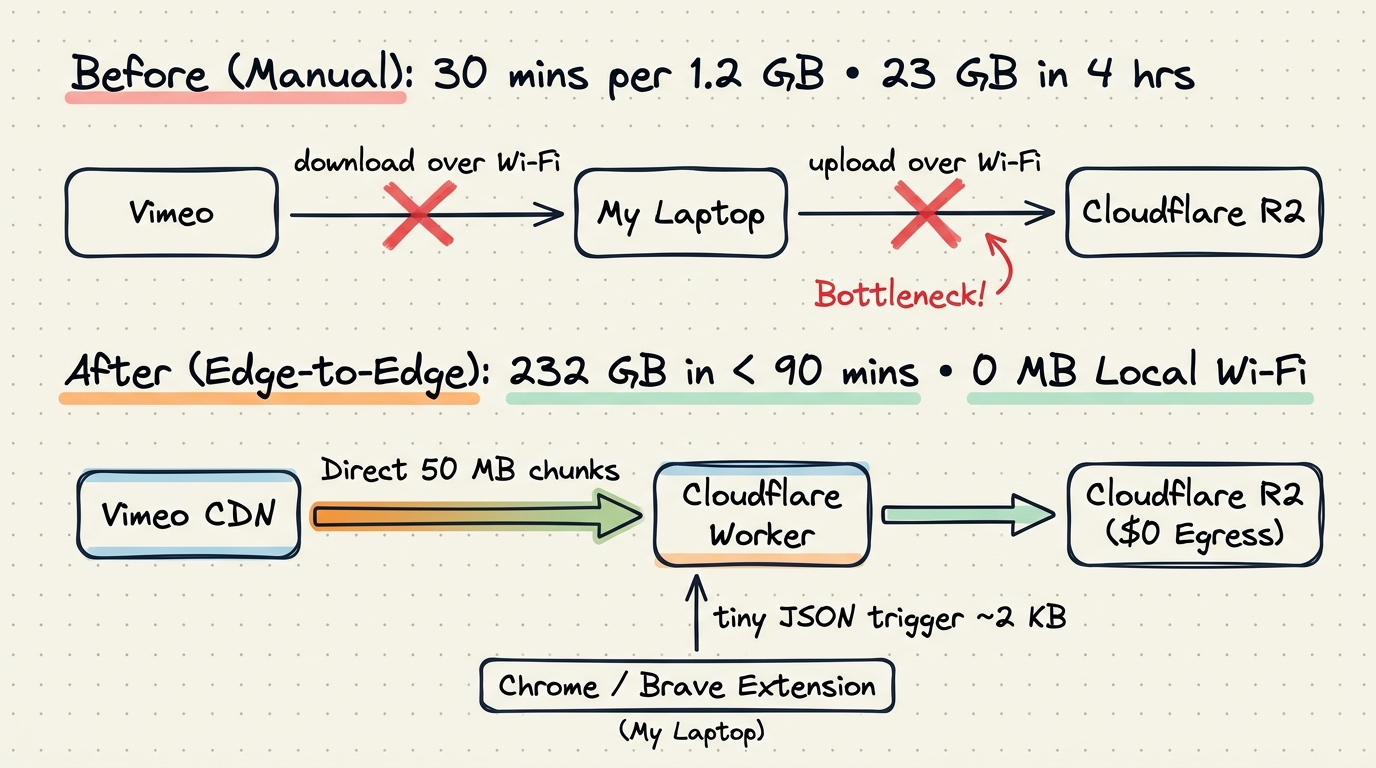 Before (Manual): 30 mins per 1.2 GB • 23 GB in 4 hrs
download over Wi-Fi
upload over Wi-Fi
Vimeo
My Laptop
Cloudflare R2
Bottleneck!
After (Edge-to-Edge): 232 GB in < 90 mins • 0 MB Local Wi-Fi
Direct 50 MB chunks
Vimeo CDN
Cloudflare
Worker
Cloudflare R2
($0 Egress)
tiny JSON trigger ~2 KB
Chrome / Brave Extension
(My Laptop)